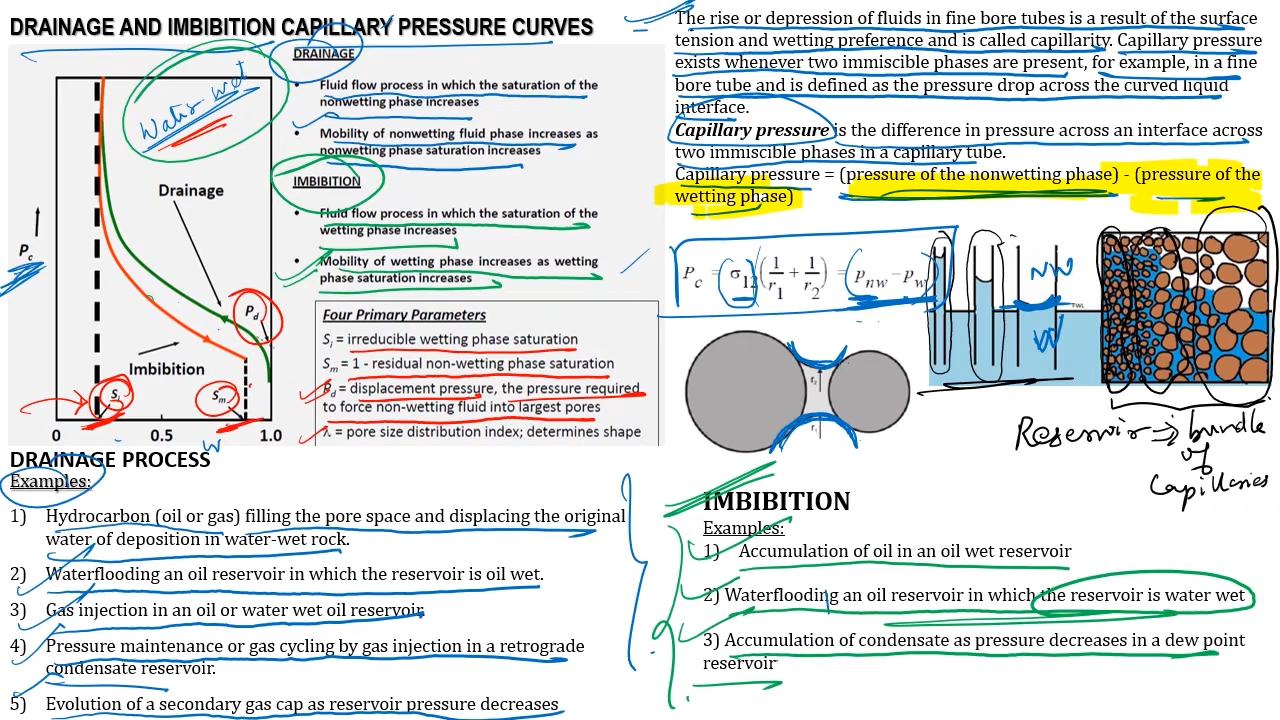 DRAINAGE AND IMBIBITION CAPILLARY PRESSURE CURVES
Water wet
Drainage
Pc
Pd
Imbibition
Si
Sm
0 0.5 1.0
W
DRAINAGE
• Fluid flow process in which the saturation of the
nonwetting phase increases
• Mobility of nonwetting fluid phase increases as
nonwetting phase saturation increases
IMBIBITION
• Fluid flow process in which the saturation of the
wetting phase increases
• Mobility of wetting phase increases as wetting
phase saturation increases
Four Primary Parameters
Si = irreducible wetting phase saturation
Sm = 1 - residual non-wetting phase saturation
Pd = displacement pressure, the pressure required
to force non-wetting fluid into largest pores
λ = pore size distribution index; determines shape
The rise or depression of fluids in fine bore tubes is a result of the surface
tension and wetting preference and is called capillarity. Capillary pressure
exists whenever two immiscible phases are present, for example, in a fine
bore tube and is defined as the pressure drop across the curved liquid
interface.
Capillary pressure is the difference in pressure across an interface across
two immiscible phases in a capillary tube.
Capillary pressure = (pressure of the nonwetting phase) - (pressure of the
wetting phase)
Pc = σ12(1/r1 + 1/r2) = pnw − pw
NW
W
FWL
r2
r1
Reservoir ⇒ bundle
of
Capillaries
DRAINAGE PROCESS
Examples:
1) Hydrocarbon (oil or gas) filling the pore space and displacing the original
water of deposition in water-wet rock.
2) Waterflooding an oil reservoir in which the reservoir is oil wet.
3) Gas injection in an oil or water wet oil reservoir
4) Pressure maintenance or gas cycling by gas injection in a retrograde
condensate reservoir.
5) Evolution of a secondary gas cap as reservoir pressure decreases
IMBIBITION
Examples:
1) Accumulation of oil in an oil wet reservoir
2) Waterflooding an oil reservoir in which the reservoir is water wet
3) Accumulation of condensate as pressure decreases in a dew point
reservoir